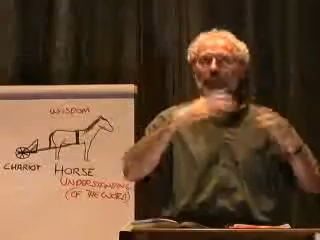 WISDOM
CHARIOT HORSE
UNDERSTANDING
(OF THE WORD)